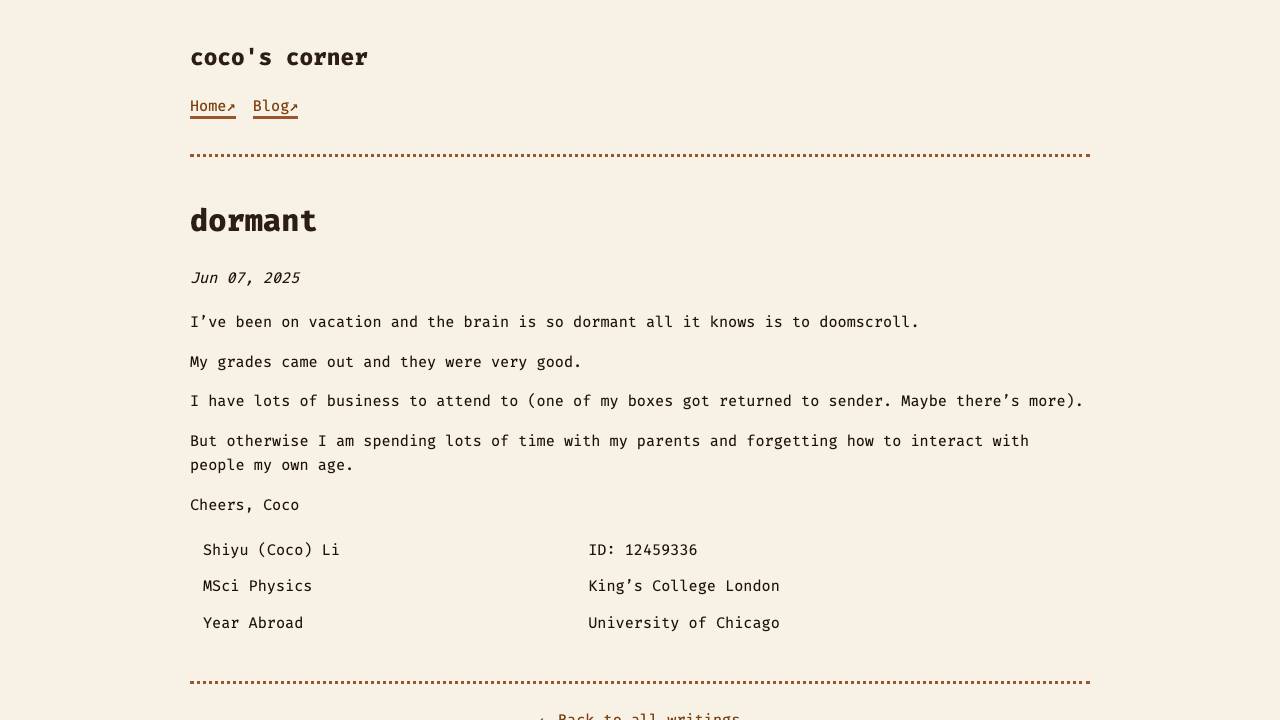 coco's corner
Home↗ Blog↗
dormant
Jun 07, 2025
I’ve been on vacation and the brain is so dormant all it knows is to doomscroll.
My grades came out and they were very good.
I have lots of business to attend to (one of my boxes got returned to sender. Maybe there’s more).
But otherwise I am spending lots of time with my parents and forgetting how to interact with
people my own age.
Cheers, Coco
Shiyu (Coco) Li ID: 12459336
MSci Physics King’s College London
Year Abroad University of Chicago
← Back to all writings